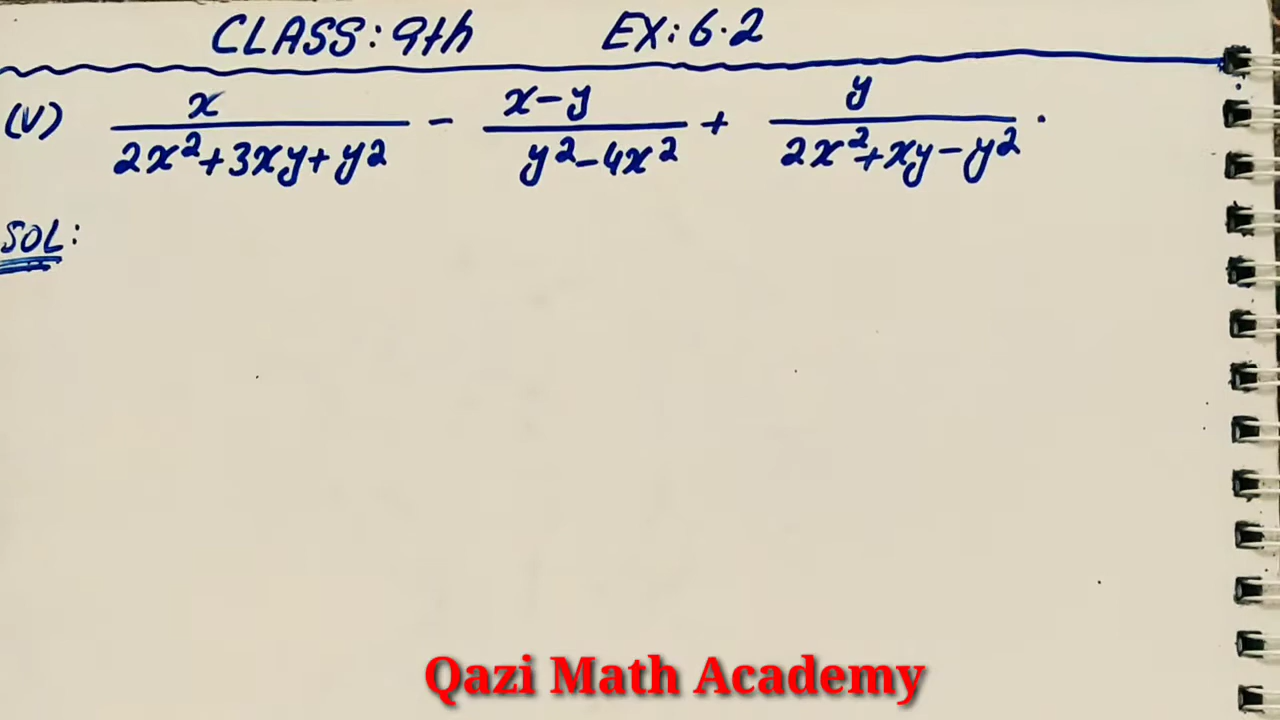 CLASS: 9th EX: 6.2
(V) x/(2x²+3xy+y²) - (x-y)/(y²-4x²) + y/(2x²+xy-y²) .
SOL:
Qazi Math Academy